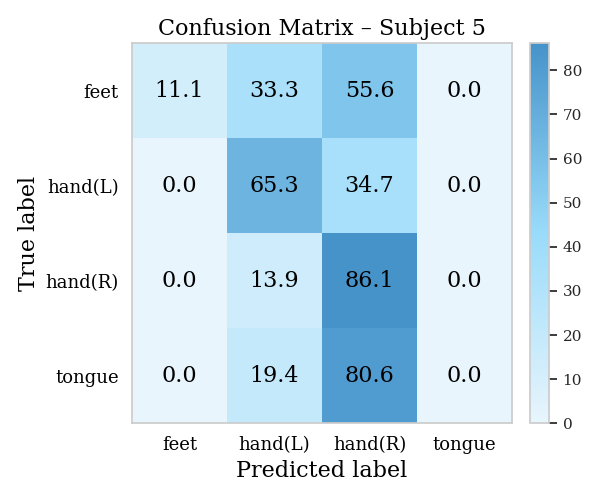 Confusion Matrix – Subject 5
feet 11.1 33.3 55.6 0.0
hand(L) 0.0 65.3 34.7 0.0
hand(R) 0.0 13.9 86.1 0.0
tongue 0.0 19.4 80.6 0.0
feet hand(L) hand(R) tongue
Predicted label
True label
80
70
60
50
40
30
20
10
0